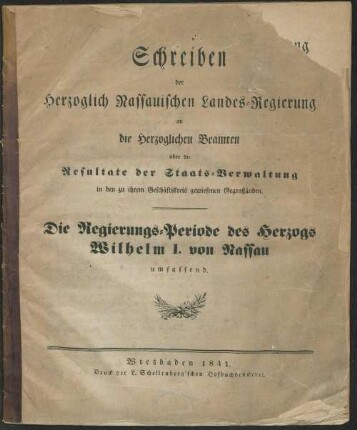 Schreiben
der
Herzoglich Nassauischen Landes-Regierung
an
die Herzoglichen Beamten
über die
Resultate der Staats-Verwaltung
in den zu ihrem Geschäftskreis gewiesenen Gegenständen.
Die Regierungs-Periode des Herzogs
Wilhelm I. von Nassau
umfassend.
Wiesbaden 1841.
Druck der L. Schellenberg'schen Hofbuchdruckerei.